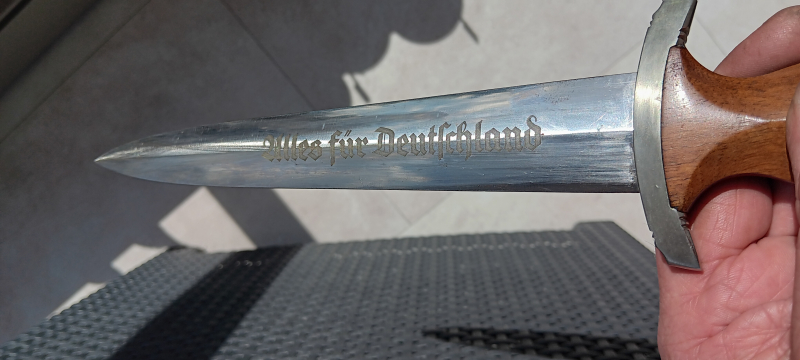 Alles für Deutschland